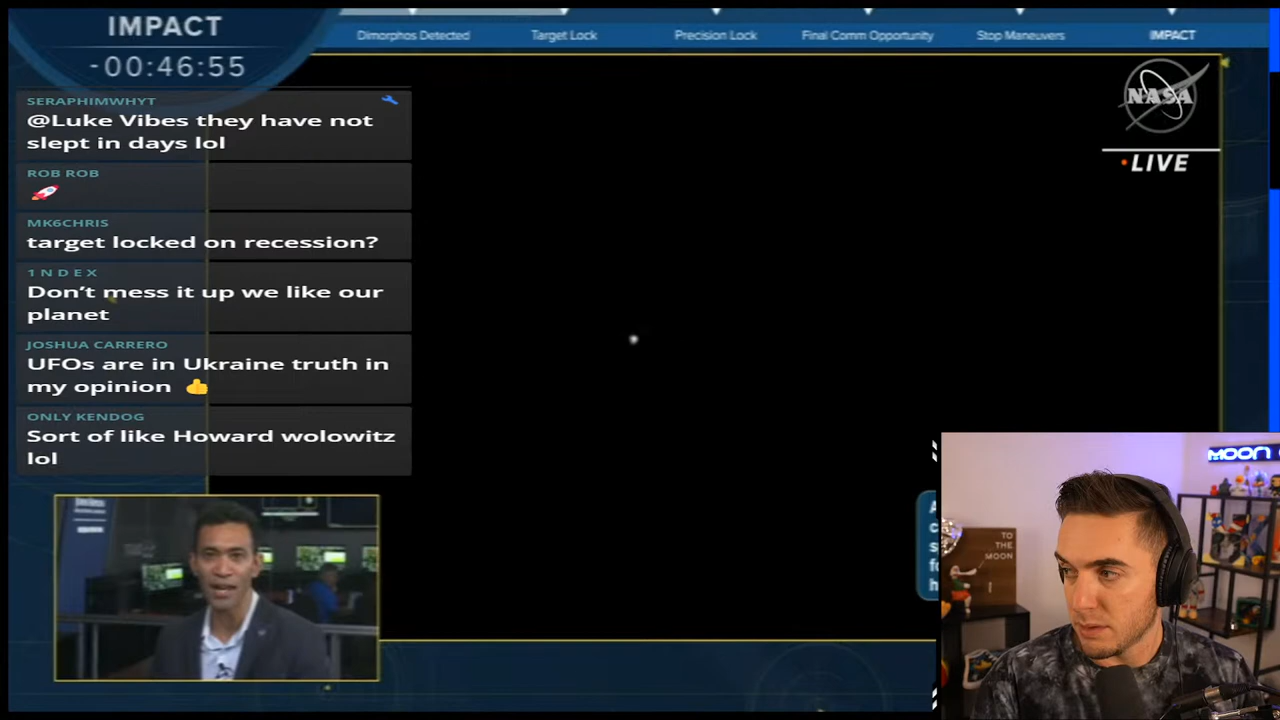 IMPACT
-00:46:55
Dimorphos Detected
Target Lock
Precision Lock
Final Comm Opportunity
Stop Maneuvers
IMPACT
NASA
LIVE
SERAPHIMWHYT
@Luke Vibes they have not
slept in days lol
ROB ROB
🚀
MK6CHRIS
target locked on recession?
1 N D E X
Don't mess it up we like our
planet
JOSHUA CARRERO
UFOs are in Ukraine truth in
my opinion 👍
ONLY KENDOG
Sort of like Howard wolowitz
lol
MOON
TO
THE
MOON